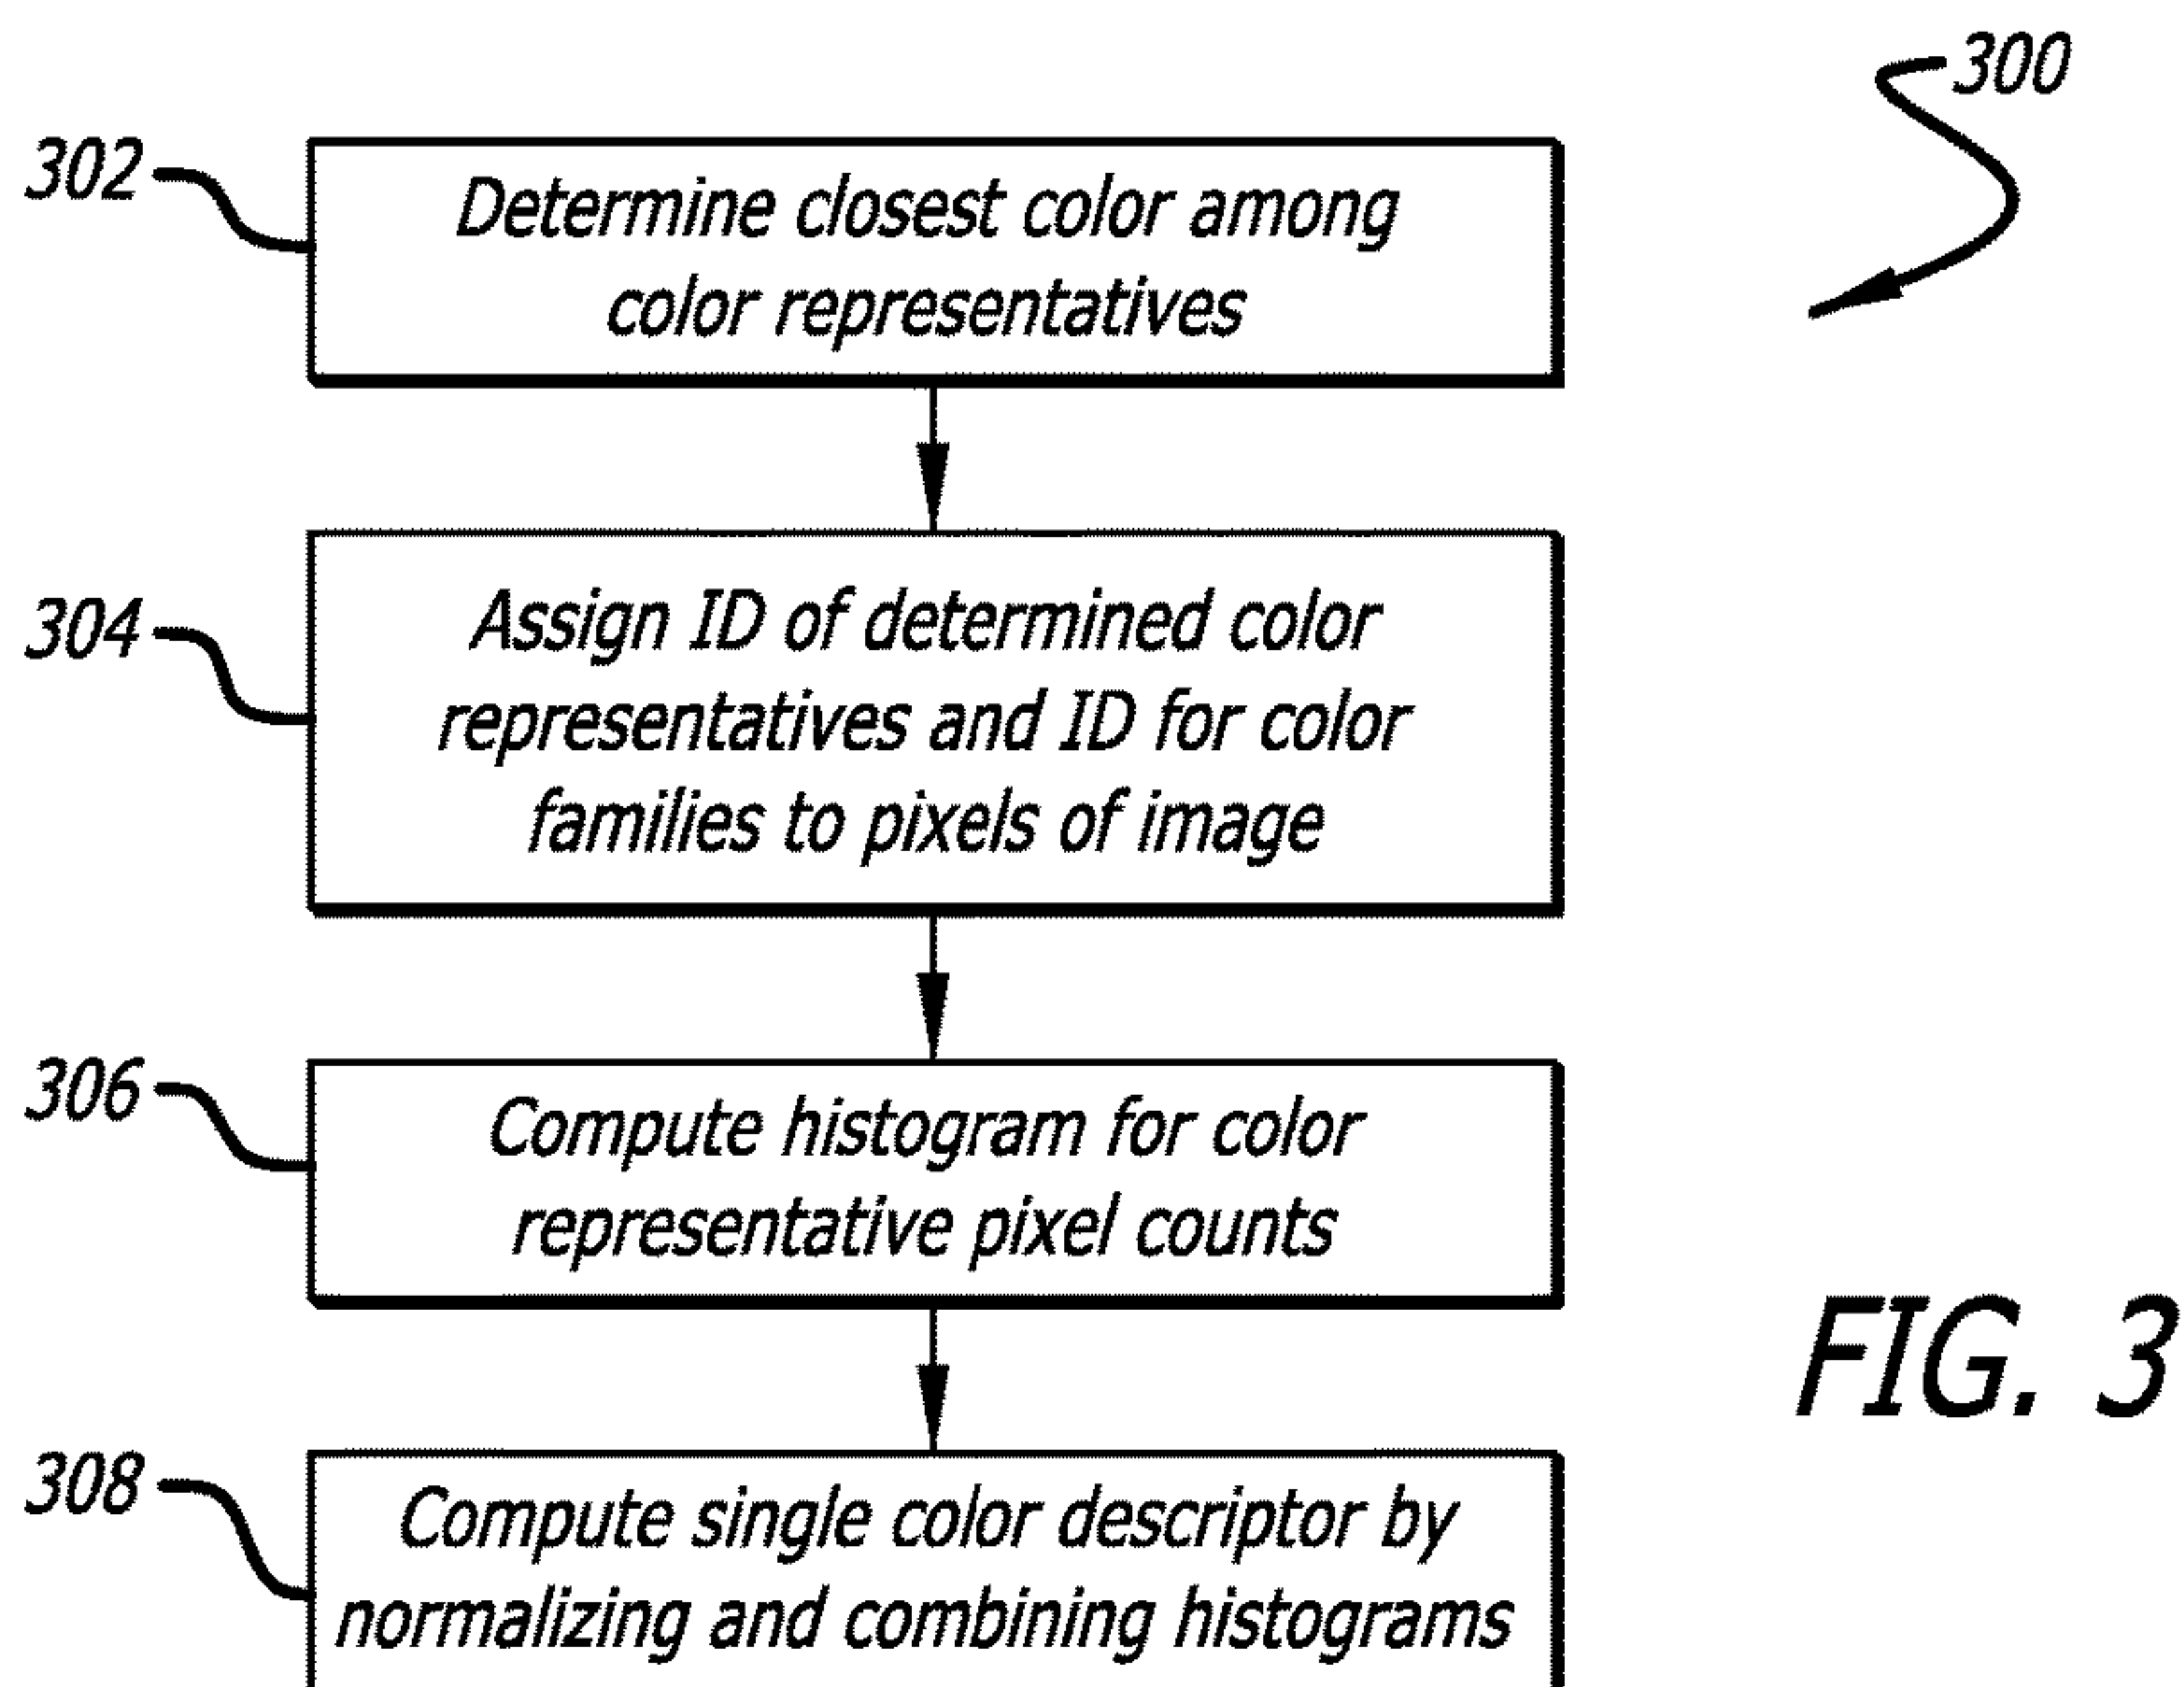 300
302
Determine closest color among
color representatives
304
Assign ID of determined color
representatives and ID for color
families to pixels of image
306
Compute histogram for color
representative pixel counts
FIG. 3
308
Compute single color descriptor by
normalizing and combining histograms